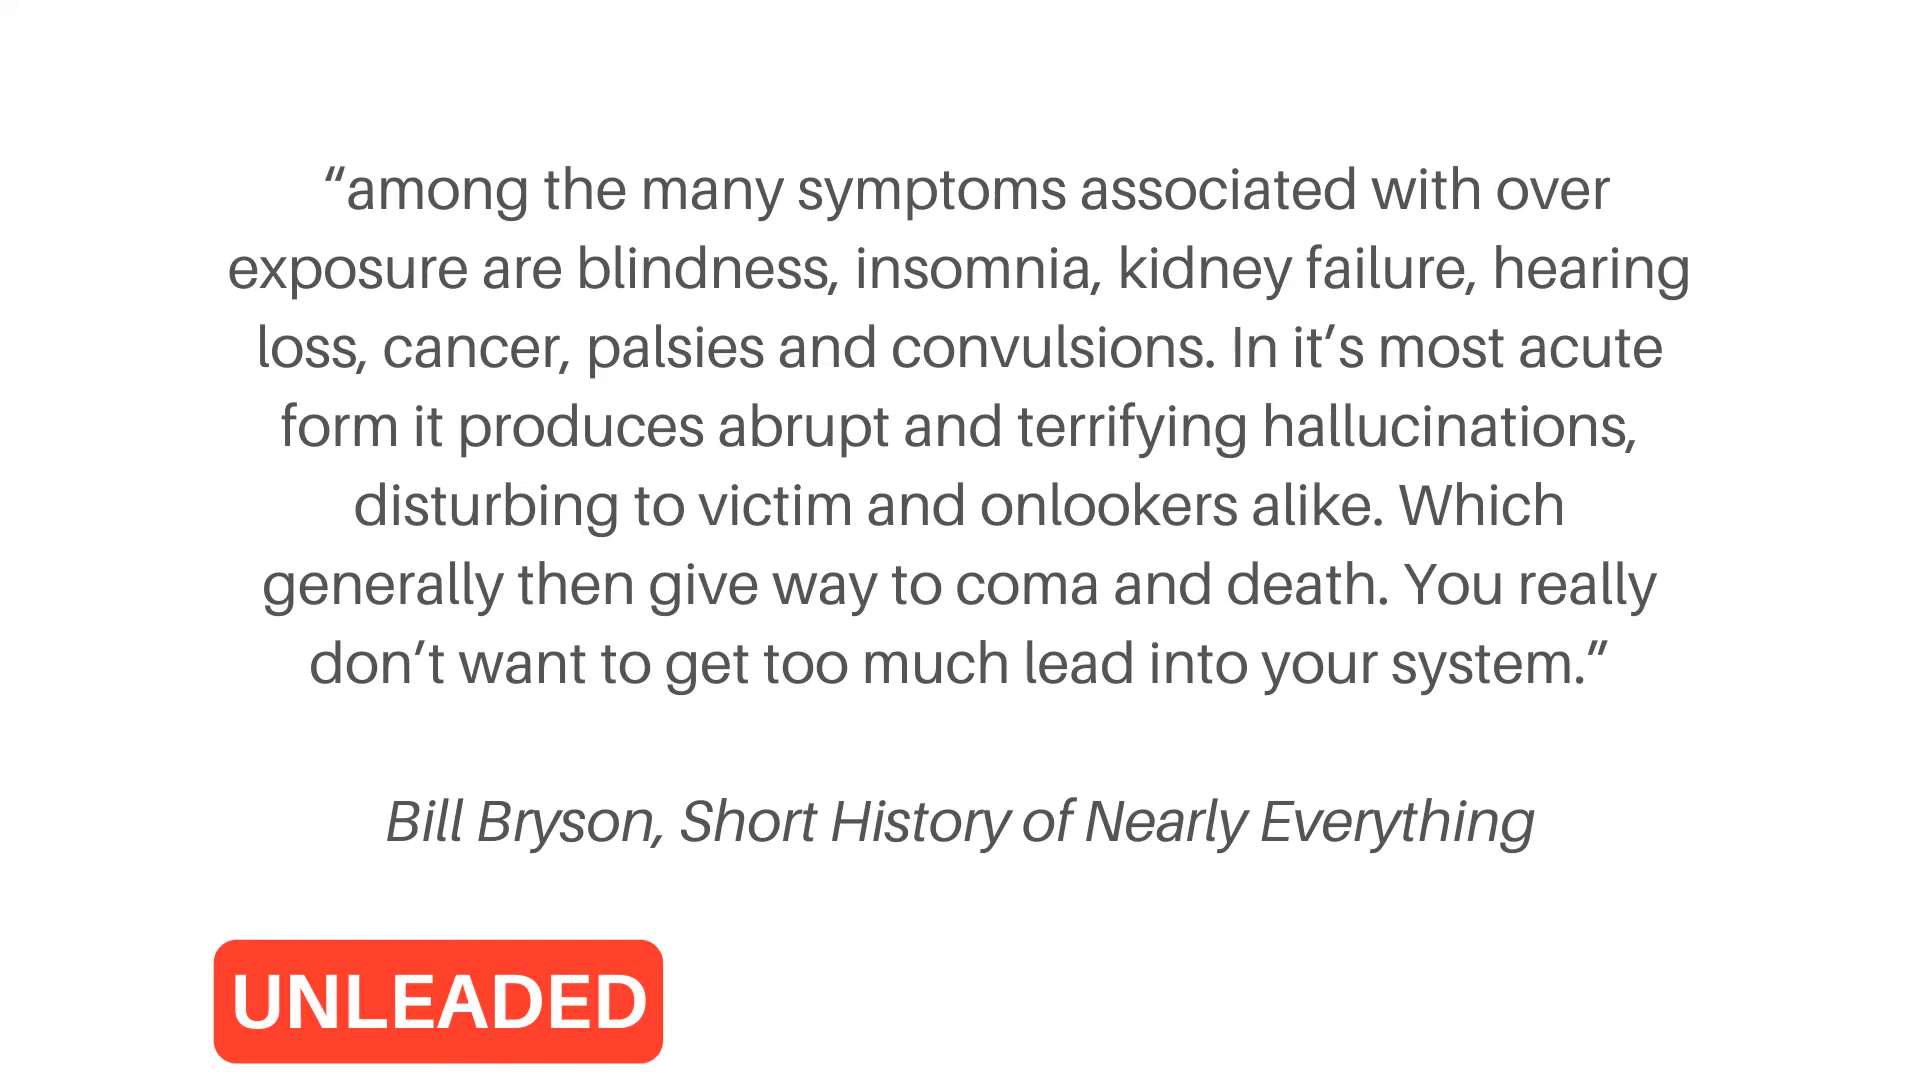 “among the many symptoms associated with over
exposure are blindness, insomnia, kidney failure, hearing
loss, cancer, palsies and convulsions. In it’s most acute
form it produces abrupt and terrifying hallucinations,
disturbing to victim and onlookers alike. Which
generally then give way to coma and death. You really
don’t want to get too much lead into your system.”
Bill Bryson, Short History of Nearly Everything
UNLEADED